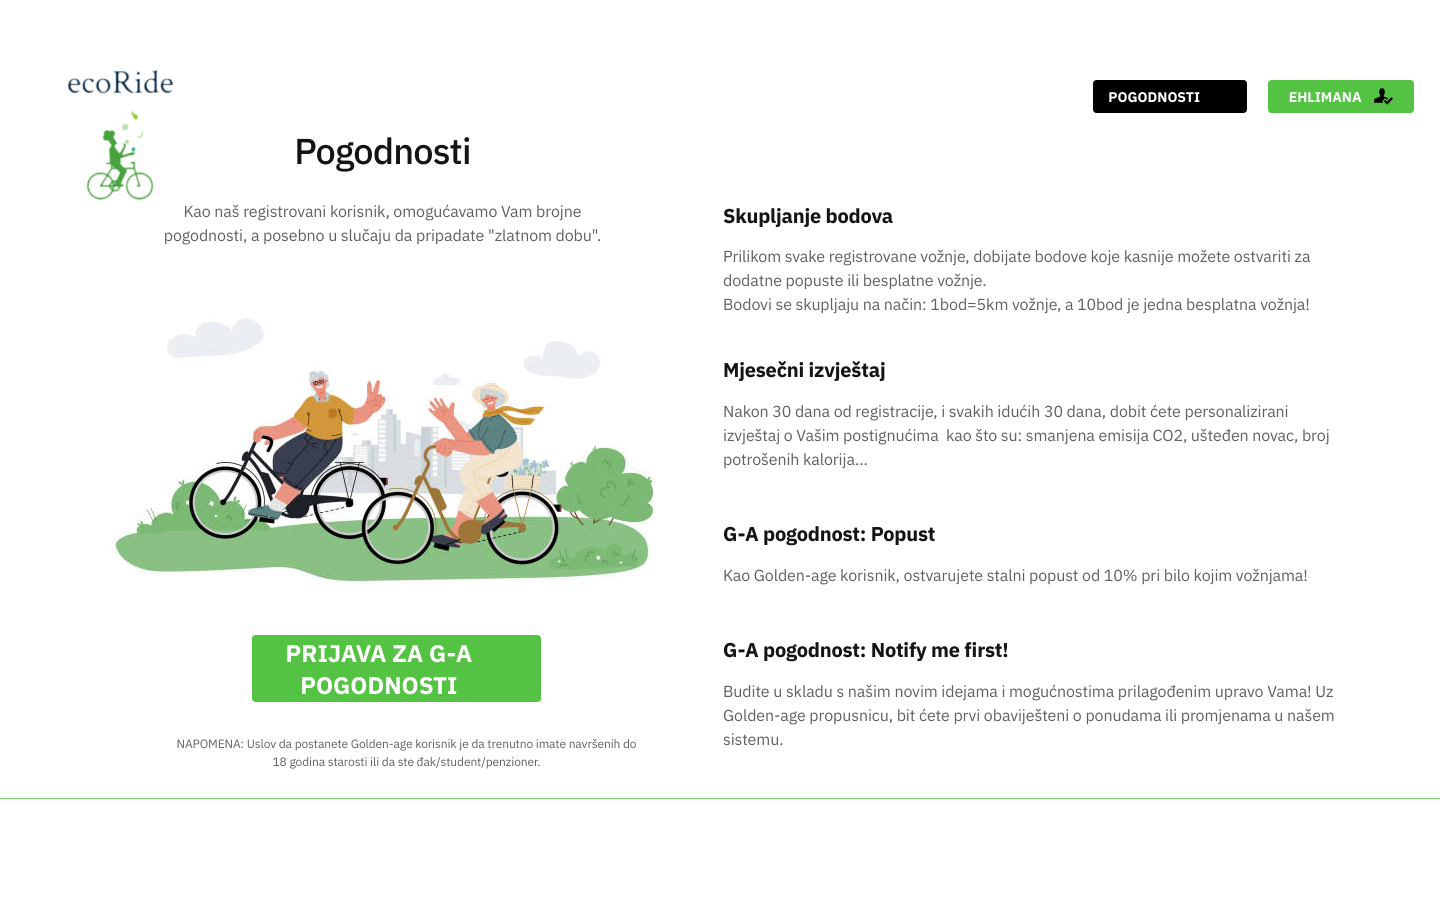 ecoRide
POGODNOSTI
EHLIMANA
Pogodnosti
Kao naš registrovani korisnik, omogućavamo Vam brojne
pogodnosti, a posebno u slučaju da pripadate "zlatnom dobu".
PRIJAVA ZA G-A
POGODNOSTI
NAPOMENA: Uslov da postanete Golden-age korisnik je da trenutno imate navršenih do
18 godina starosti ili da ste đak/student/penzioner.
Skupljanje bodova
Prilikom svake registrovane vožnje, dobijate bodove koje kasnije možete ostvariti za
dodatne popuste ili besplatne vožnje.
Bodovi se skupljaju na način: 1bod=5km vožnje, a 10bod je jedna besplatna vožnja!
Mjesečni izvještaj
Nakon 30 dana od registracije, i svakih idućih 30 dana, dobit ćete personalizirani
izvještaj o Vašim postignućima  kao što su: smanjena emisija CO2, ušteđen novac, broj
potrošenih kalorija...
G-A pogodnost: Popust
Kao Golden-age korisnik, ostvarujete stalni popust od 10% pri bilo kojim vožnjama!
G-A pogodnost: Notify me first!
Budite u skladu s našim novim idejama i mogućnostima prilagođenim upravo Vama! Uz
Golden-age propusnicu, bit ćete prvi obaviješteni o ponudama ili promjenama u našem
sistemu.